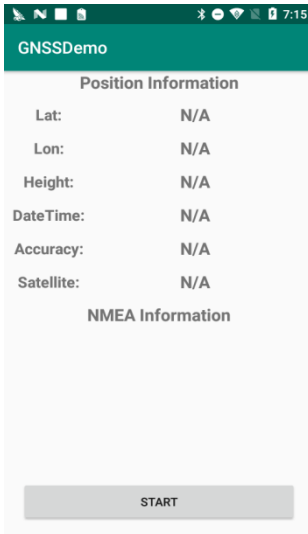 7:15
GNSSDemo
Position Information
Lat: N/A
Lon: N/A
Height: N/A
DateTime: N/A
Accuracy: N/A
Satellite: N/A
NMEA Information
START